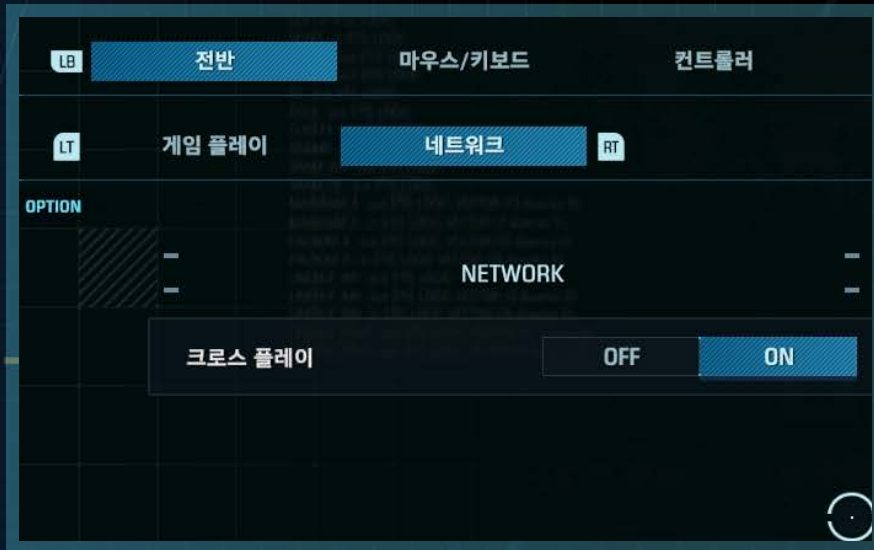 LB 전반 마우스/키보드 컨트롤러
LT 게임 플레이 네트워크 RT
OPTION
NETWORK
크로스 플레이 OFF ON